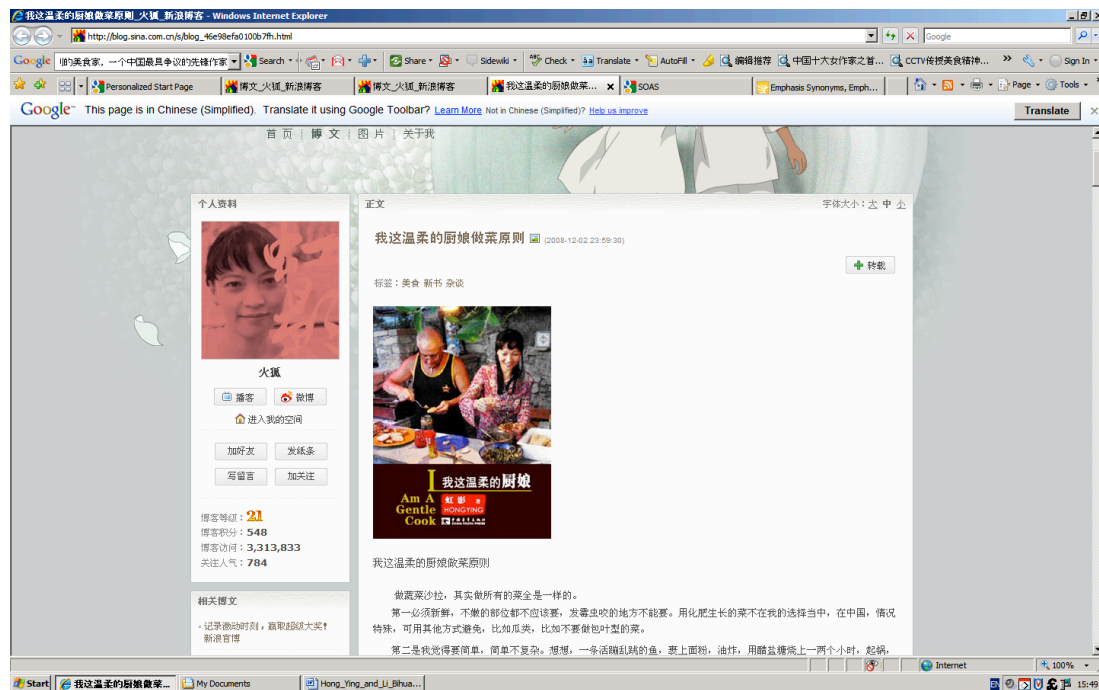 我这温柔的厨娘做菜原则_火狐_新浪博客 - Windows Internet Explorer
http://blog.sina.com.cn/s/blog_46e98efa0100b7fh.html
Google
Google 的美食家，一个中国最具争议的先锋作家 Search Share Sidewiki Check Translate AutoFill 编辑推荐 中国十大女作家之首... CCTV传授美食精神... Sign In
Personalized Start Page 博文_火狐_新浪博客 博文_火狐_新浪博客 我这温柔的厨娘做菜... SOAS Emphasis Synonyms, Emph... Page Tools
Google This page is in Chinese (Simplified). Translate it using Google Toolbar? Learn More Not in Chinese (Simplified)? Help us improve Translate
首页 博文 图片 关于我
个人资料
火狐
播客 微博
进入我的空间
加好友 发纸条
写留言 加关注
博客等级：21
博客积分：548
博客访问：3,313,833
关注人气：784
相关博文
记录激动时刻，赢取超级大奖！
新浪官博
正文 字体大小：大 中 小
我这温柔的厨娘做菜原则 (2008-12-02 23:59:30)
转载
标签：美食 新书 杂谈
我这温柔的厨娘
I Am A Gentle Cook
虹影
HONGYING
我这温柔的厨娘做菜原则
做蔬菜沙拉，其实做所有的菜全是一样的。
第一必须新鲜，不嫩的部位都不应该要，发霉虫咬的地方不能要。用化肥生长的菜不在我的选择当中，在中国，情况
特殊，可用其他方式避免，比如瓜类，比如不要做包叶型的菜。
第二是我觉得要简单，简单不复杂。想想，一条活蹦乱跳的鱼，裹上面粉，油炸，用醋盐糖烧上一两个小时，起锅，
Internet 100%
Start 我这温柔的厨娘做菜... My Documents Hong_Ying_and_Li_Bihua... EN 15:49